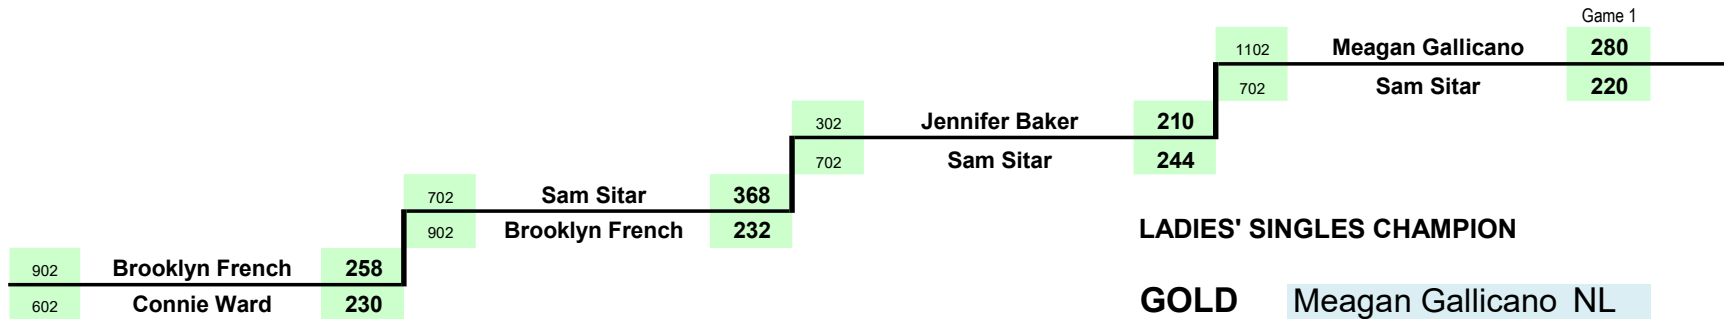 Game 1
1102 Meagan Gallicano 280
702 Sam Sitar 220
302 Jennifer Baker 210
702 Sam Sitar 244
702 Sam Sitar 368
902 Brooklyn French 232
LADIES' SINGLES CHAMPION
902 Brooklyn French 258
602 Connie Ward 230
GOLD Meagan Gallicano NL